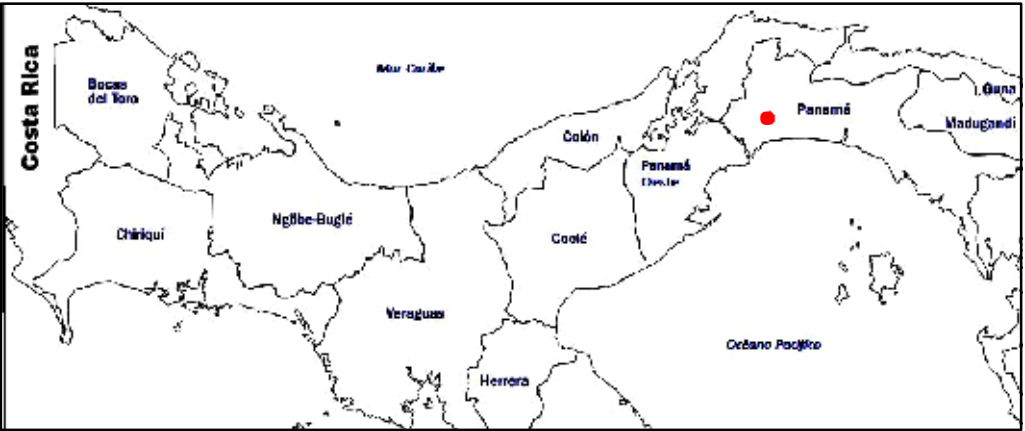 Costa Rica
Bocas
del Toro
Mar Caribe
Colón
Panamá
Guna
Madugandí
Panamá
Oeste
Chiriquí
Ngöbe-Buglé
Coclé
Veraguas
Herrera
Océano Pacífico